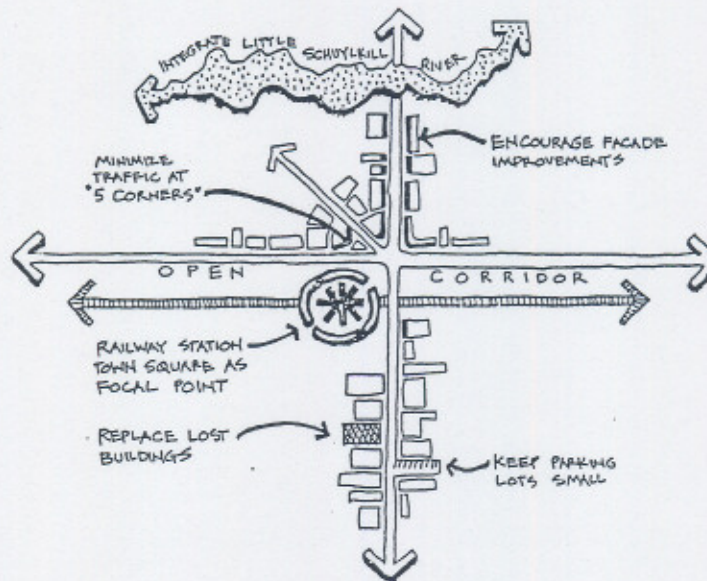 INTEGRATE LITTLE SCHUYLKILL RIVER
ENCOURAGE FACADE
IMPROVEMENTS
MINIMIZE
TRAFFIC AT
"5 CORNERS"
OPEN CORRIDOR
RAILWAY STATION
TOWN SQUARE AS
FOCAL POINT
REPLACE LOST
BUILDINGS
KEEP PARKING
LOTS SMALL